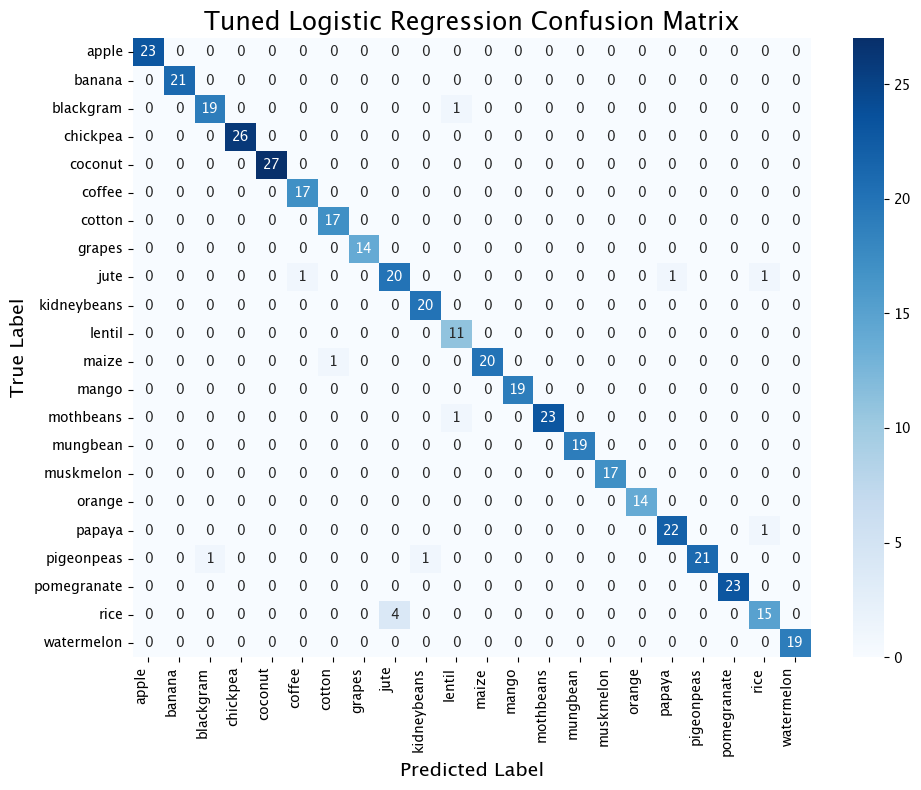 Tuned Logistic Regression Confusion Matrix
apple 23 0 0 0 0 0 0 0 0 0 0 0 0 0 0 0 0 0 0 0 0 0
banana 0 21 0 0 0 0 0 0 0 0 0 0 0 0 0 0 0 0 0 0 0 0
blackgram 0 0 19 0 0 0 0 0 0 0 1 0 0 0 0 0 0 0 0 0 0 0
chickpea 0 0 0 26 0 0 0 0 0 0 0 0 0 0 0 0 0 0 0 0 0 0
coconut 0 0 0 0 27 0 0 0 0 0 0 0 0 0 0 0 0 0 0 0 0 0
coffee 0 0 0 0 0 17 0 0 0 0 0 0 0 0 0 0 0 0 0 0 0 0
cotton 0 0 0 0 0 0 17 0 0 0 0 0 0 0 0 0 0 0 0 0 0 0
grapes 0 0 0 0 0 0 0 14 0 0 0 0 0 0 0 0 0 0 0 0 0 0
jute 0 0 0 0 0 1 0 0 20 0 0 0 0 0 0 0 0 1 0 0 1 0
kidneybeans 0 0 0 0 0 0 0 0 0 20 0 0 0 0 0 0 0 0 0 0 0 0
lentil 0 0 0 0 0 0 0 0 0 0 11 0 0 0 0 0 0 0 0 0 0 0
maize 0 0 0 0 0 0 1 0 0 0 0 20 0 0 0 0 0 0 0 0 0 0
mango 0 0 0 0 0 0 0 0 0 0 0 0 19 0 0 0 0 0 0 0 0 0
mothbeans 0 0 0 0 0 0 0 0 0 0 1 0 0 23 0 0 0 0 0 0 0 0
mungbean 0 0 0 0 0 0 0 0 0 0 0 0 0 0 19 0 0 0 0 0 0 0
muskmelon 0 0 0 0 0 0 0 0 0 0 0 0 0 0 0 17 0 0 0 0 0 0
orange 0 0 0 0 0 0 0 0 0 0 0 0 0 0 0 0 14 0 0 0 0 0
papaya 0 0 0 0 0 0 0 0 0 0 0 0 0 0 0 0 0 22 0 0 1 0
pigeonpeas 0 0 1 0 0 0 0 0 0 1 0 0 0 0 0 0 0 0 21 0 0 0
pomegranate 0 0 0 0 0 0 0 0 0 0 0 0 0 0 0 0 0 0 0 23 0 0
rice 0 0 0 0 0 0 0 0 4 0 0 0 0 0 0 0 0 0 0 0 15 0
watermelon 0 0 0 0 0 0 0 0 0 0 0 0 0 0 0 0 0 0 0 0 0 19
apple banana blackgram chickpea coconut coffee cotton grapes jute kidneybeans lentil maize mango mothbeans mungbean muskmelon orange papaya pigeonpeas pomegranate rice watermelon
Predicted Label
True Label
25
20
15
10
5
0